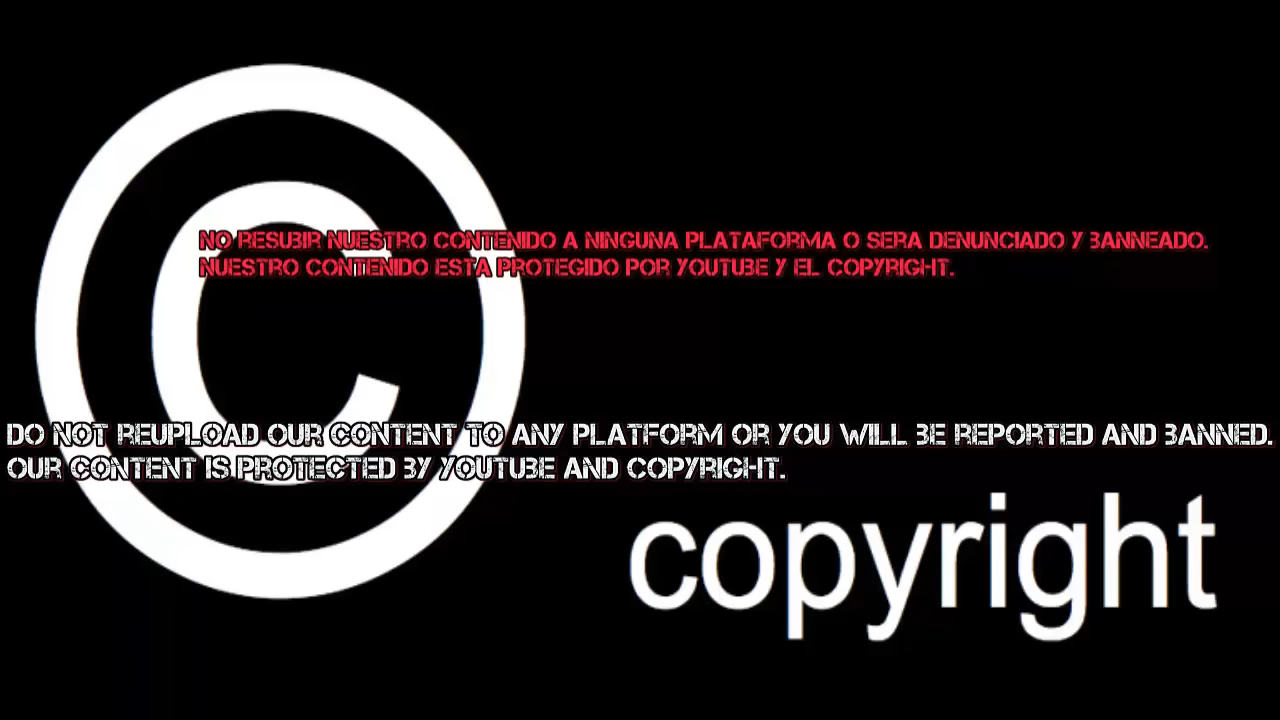 ©
NO RESUBIR NUESTRO CONTENIDO A NINGUNA PLATAFORMA O SERA DENUNCIADO Y BANNEADO.
NUESTRO CONTENIDO ESTA PROTEGIDO POR YOUTUBE Y EL COPYRIGHT.
DO NOT REUPLOAD OUR CONTENT TO ANY PLATFORM OR YOU WILL BE REPORTED AND BANNED.
OUR CONTENT IS PROTECTED BY YOUTUBE AND COPYRIGHT.
copyright